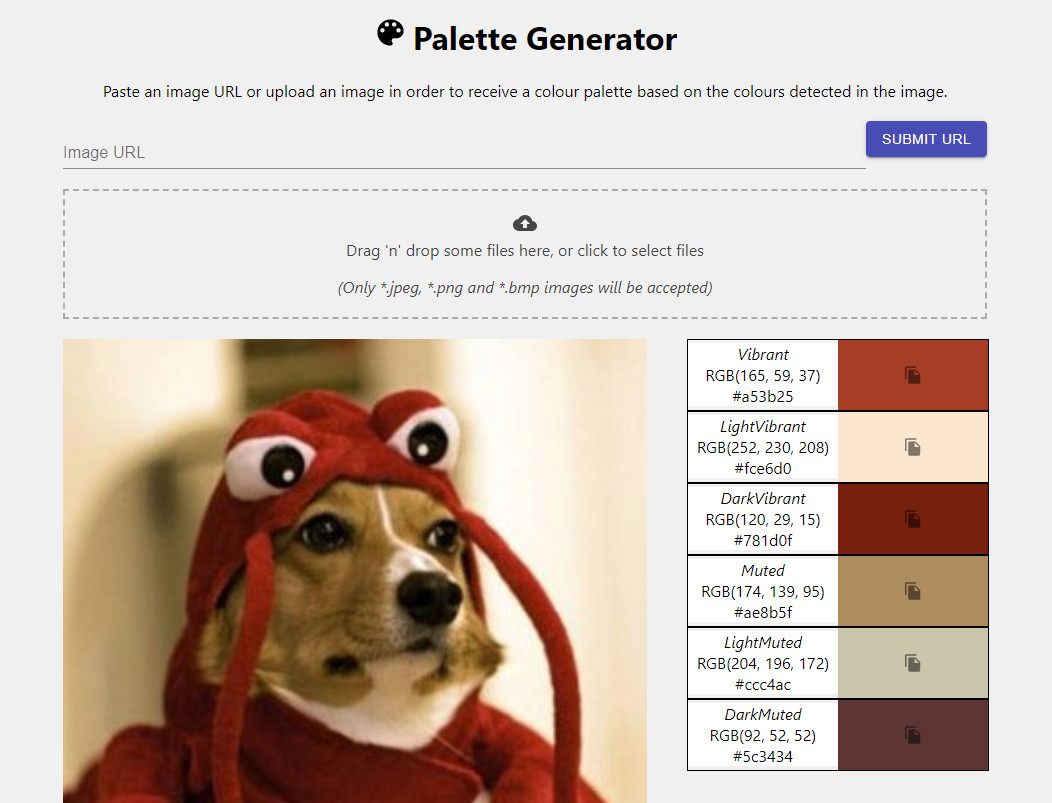 Palette Generator
Paste an image URL or upload an image in order to receive a colour palette based on the colours detected in the image.
Image URL
SUBMIT URL
Drag 'n' drop some files here, or click to select files
(Only *.jpeg, *.png and *.bmp images will be accepted)
Vibrant
RGB(165, 59, 37)
#a53b25
LightVibrant
RGB(252, 230, 208)
#fce6d0
DarkVibrant
RGB(120, 29, 15)
#781d0f
Muted
RGB(174, 139, 95)
#ae8b5f
LightMuted
RGB(204, 196, 172)
#ccc4ac
DarkMuted
RGB(92, 52, 52)
#5c3434